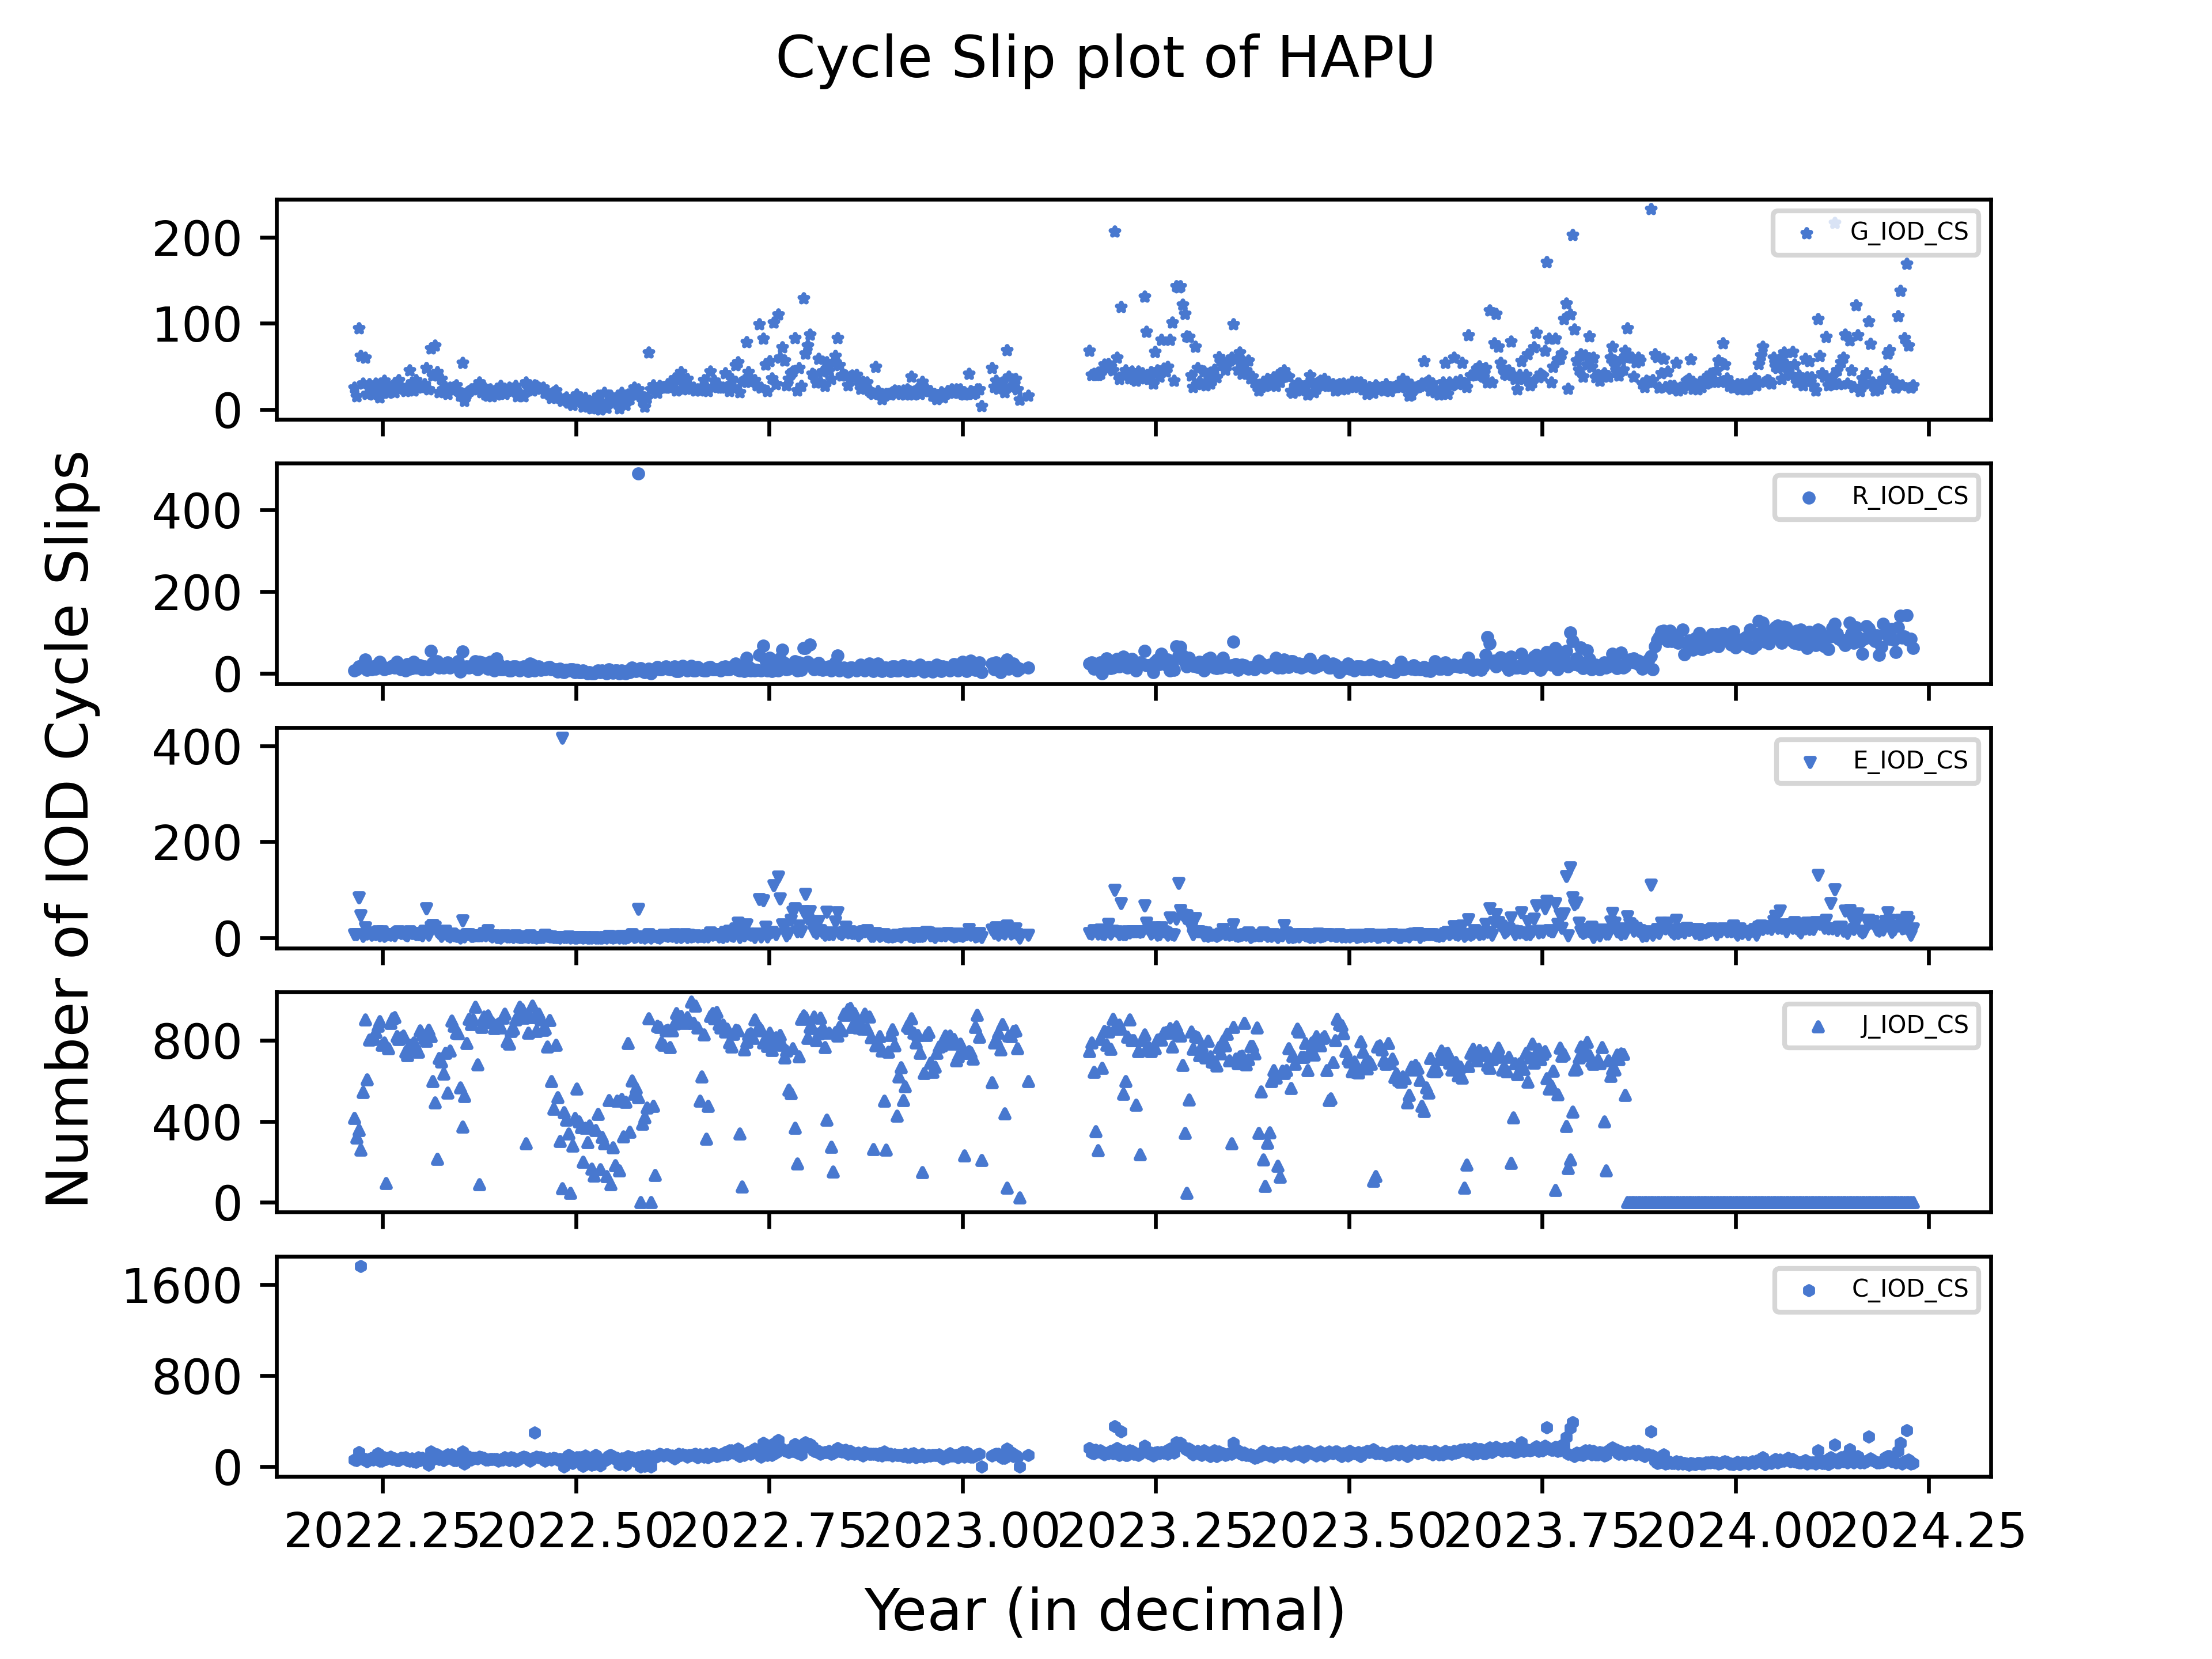 Cycle Slip plot of HAPU
Number of IOD Cycle Slips
200
100
0
G_IOD_CS
400
200
0
R_IOD_CS
400
200
0
E_IOD_CS
800
400
0
J_IOD_CS
1600
800
0
C_IOD_CS
2022.25 2022.50 2022.75 2023.00 2023.25 2023.50 2023.75 2024.00 2024.25
Year (in decimal)